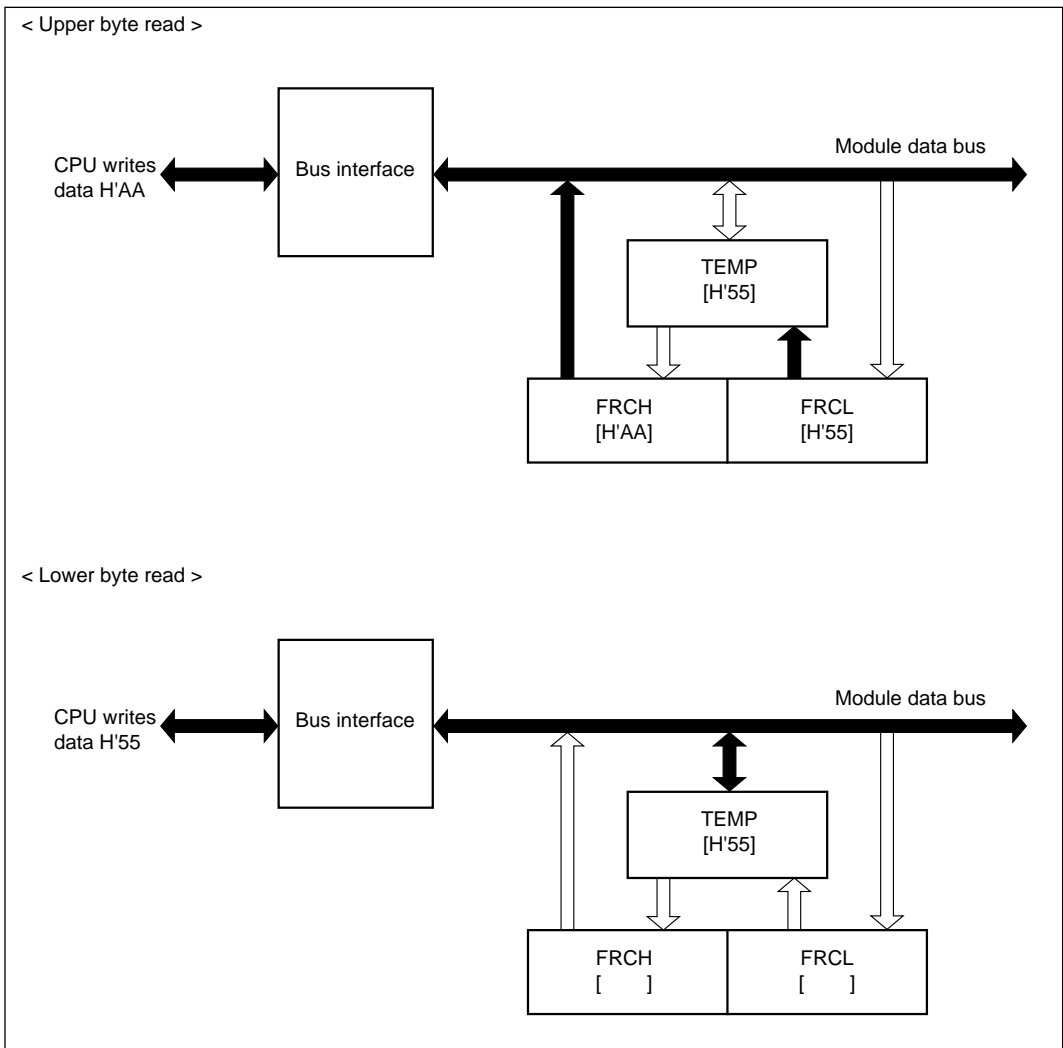 < Upper byte read >
Module data bus
CPU writes
data H'AA
Bus interface
TEMP
[H'55]
FRCH
[H'AA]
FRCL
[H'55]
< Lower byte read >
Module data bus
CPU writes
data H'55
Bus interface
TEMP
[H'55]
FRCH
[ ]
FRCL
[ ]